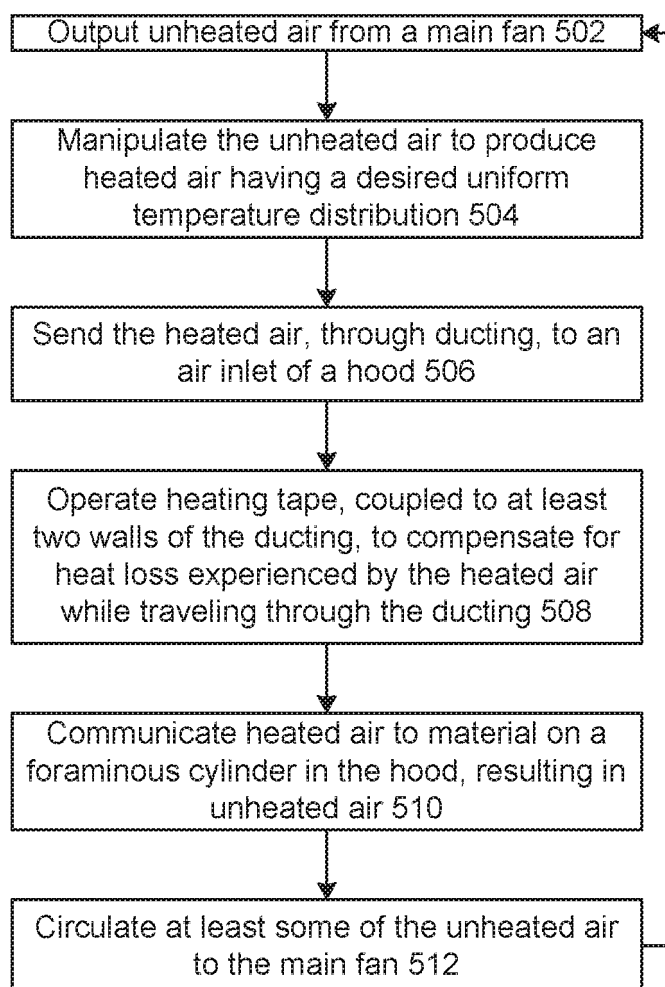 Output unheated air from a main fan 502
Manipulate the unheated air to produce
heated air having a desired uniform
temperature distribution 504
Send the heated air, through ducting, to an
air inlet of a hood 506
Operate heating tape, coupled to at least
two walls of the ducting, to compensate for
heat loss experienced by the heated air
while traveling through the ducting 508
Communicate heated air to material on a
foraminous cylinder in the hood, resulting in
unheated air 510
Circulate at least some of the unheated air
to the main fan 512